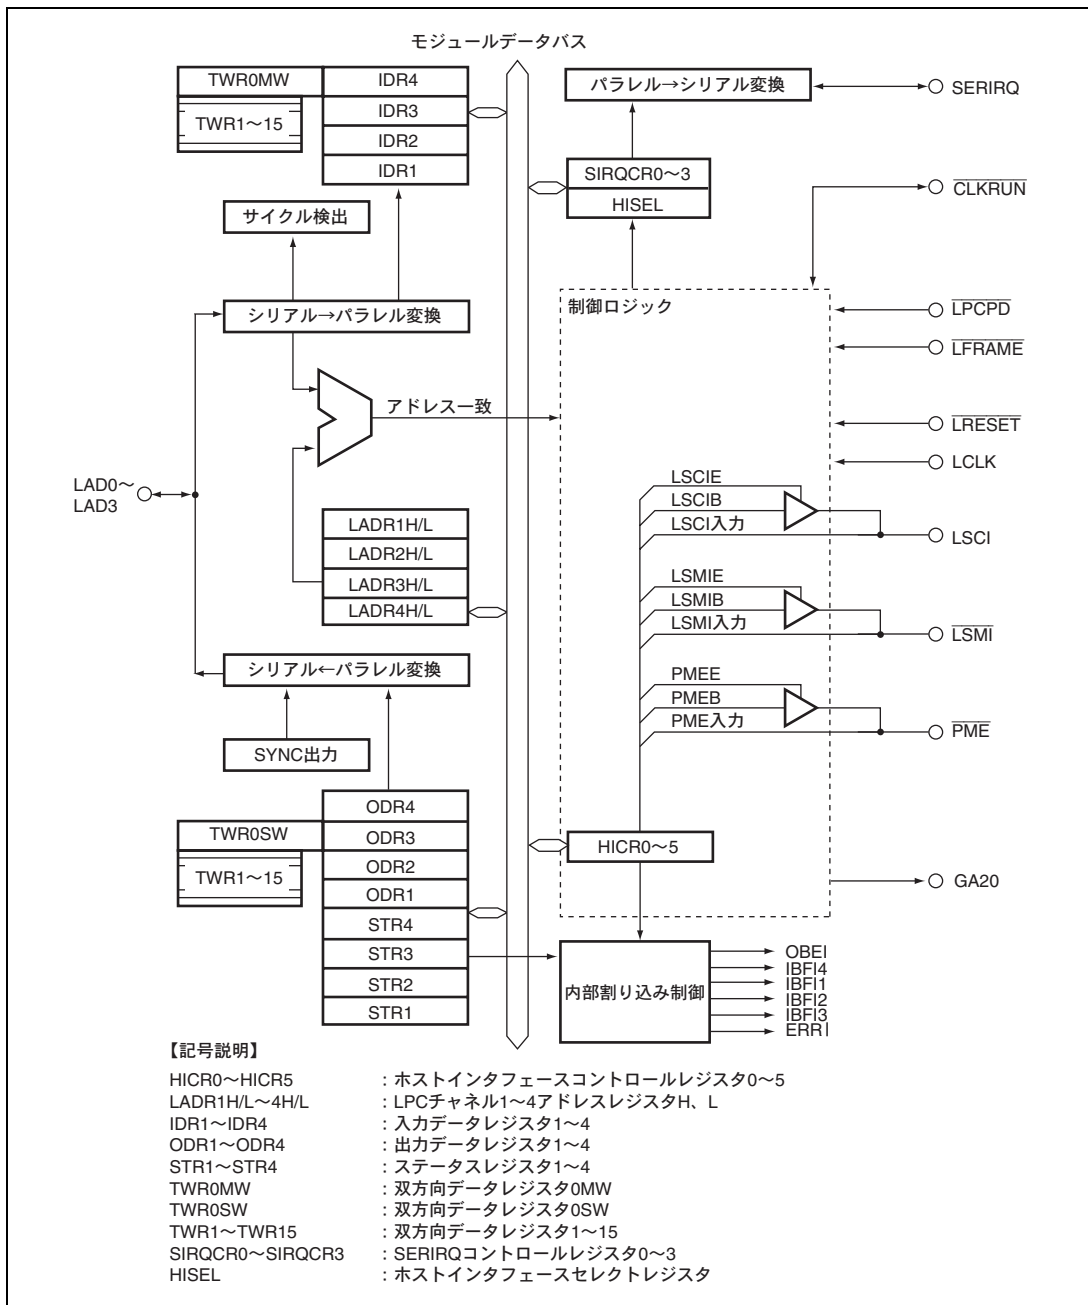 モジュールデータバス
TWR0MW
IDR4
TWR1～15
IDR3
IDR2
IDR1
パラレル→シリアル変換
SERIRQ
SIRQCR0～3
HISEL
CLKRUN
サイクル検出
シリアル→パラレル変換
制御ロジック
LPCPD
LFRAME
アドレス一致
LRESET
LCLK
LAD0～
LAD3
LSCIE
LSCIB
LSCI入力
LSCI
LADR1H/L
LADR2H/L
LADR3H/L
LADR4H/L
LSMIE
LSMIB
LSMI入力
LSMI
シリアル←パラレル変換
PMEE
PMEB
PME入力
PME
SYNC出力
ODR4
TWR0SW
ODR3
TWR1～15
ODR2
ODR1
STR4
STR3
STR2
STR1
HICR0～5
GA20
内部割り込み制御
OBEI
IBFI4
IBFI1
IBFI2
IBFI3
ERRI
【記号説明】
HICR0～HICR5 : ホストインタフェースコントロールレジスタ0～5
LADR1H/L～4H/L : LPCチャネル1～4アドレスレジスタH、L
IDR1～IDR4 : 入力データレジスタ1～4
ODR1～ODR4 : 出力データレジスタ1～4
STR1～STR4 : ステータスレジスタ1～4
TWR0MW : 双方向データレジスタ0MW
TWR0SW : 双方向データレジスタ0SW
TWR1～TWR15 : 双方向データレジスタ1～15
SIRQCR0～SIRQCR3 : SERIRQコントロールレジスタ0～3
HISEL : ホストインタフェースセレクトレジスタ